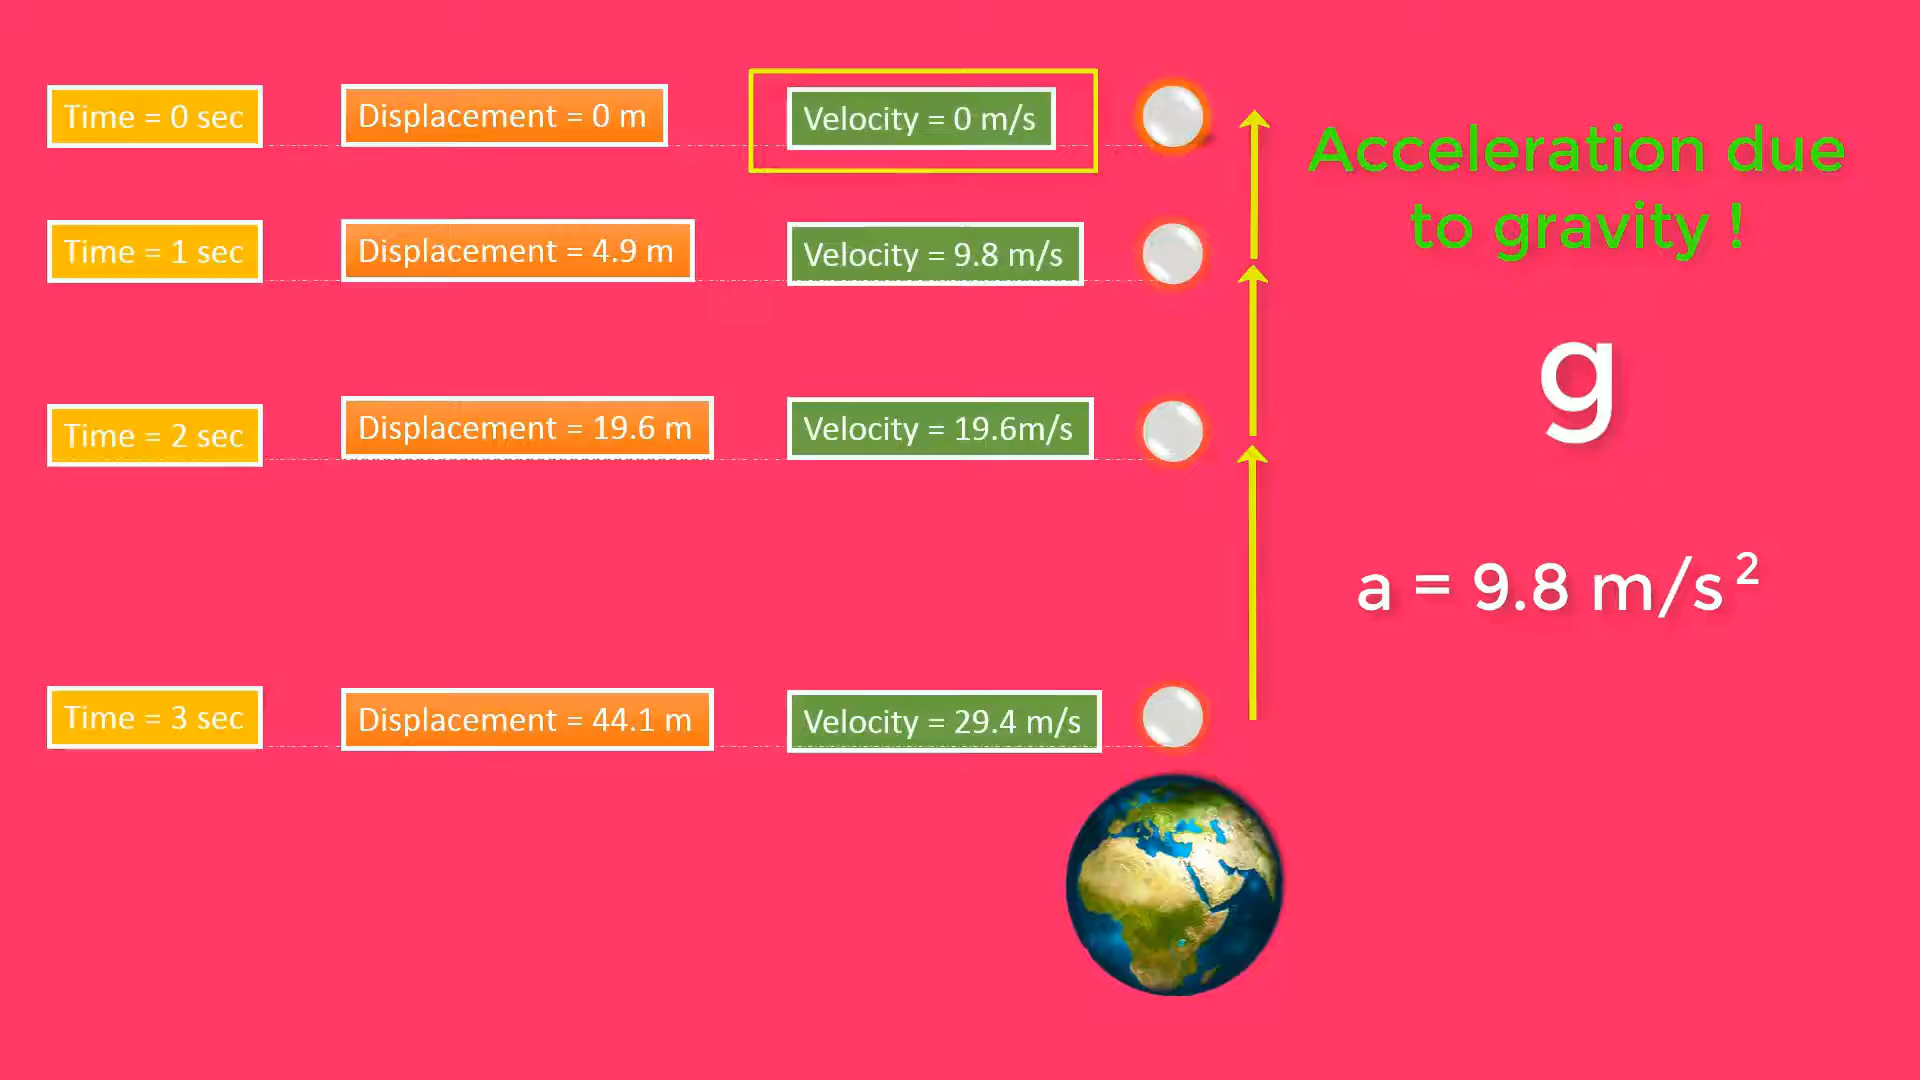 Time = 0 sec
Displacement = 0 m
Velocity = 0 m/s
Time = 1 sec
Displacement = 4.9 m
Velocity = 9.8 m/s
Time = 2 sec
Displacement = 19.6 m
Velocity = 19.6m/s
Time = 3 sec
Displacement = 44.1 m
Velocity = 29.4 m/s
Acceleration due
to gravity !
g
a = 9.8 m/s²